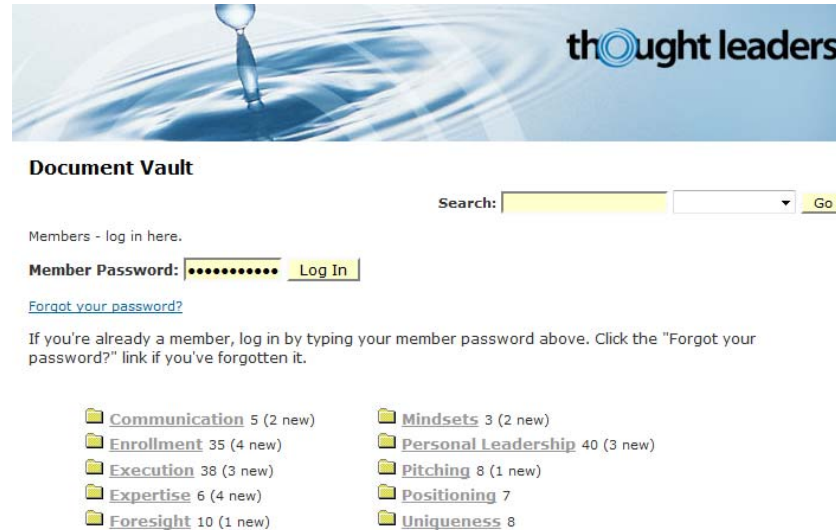 thought leaders
Document Vault
Search: Go
Members - log in here.
Member Password: ●●●●●●●●●●● Log In
Forgot your password?
If you're already a member, log in by typing your member password above. Click the "Forgot your
password?" link if you've forgotten it.
Communication 5 (2 new)
Enrollment 35 (4 new)
Execution 38 (3 new)
Expertise 6 (4 new)
Foresight 10 (1 new)
Mindsets 3 (2 new)
Personal Leadership 40 (3 new)
Pitching 8 (1 new)
Positioning 7
Uniqueness 8